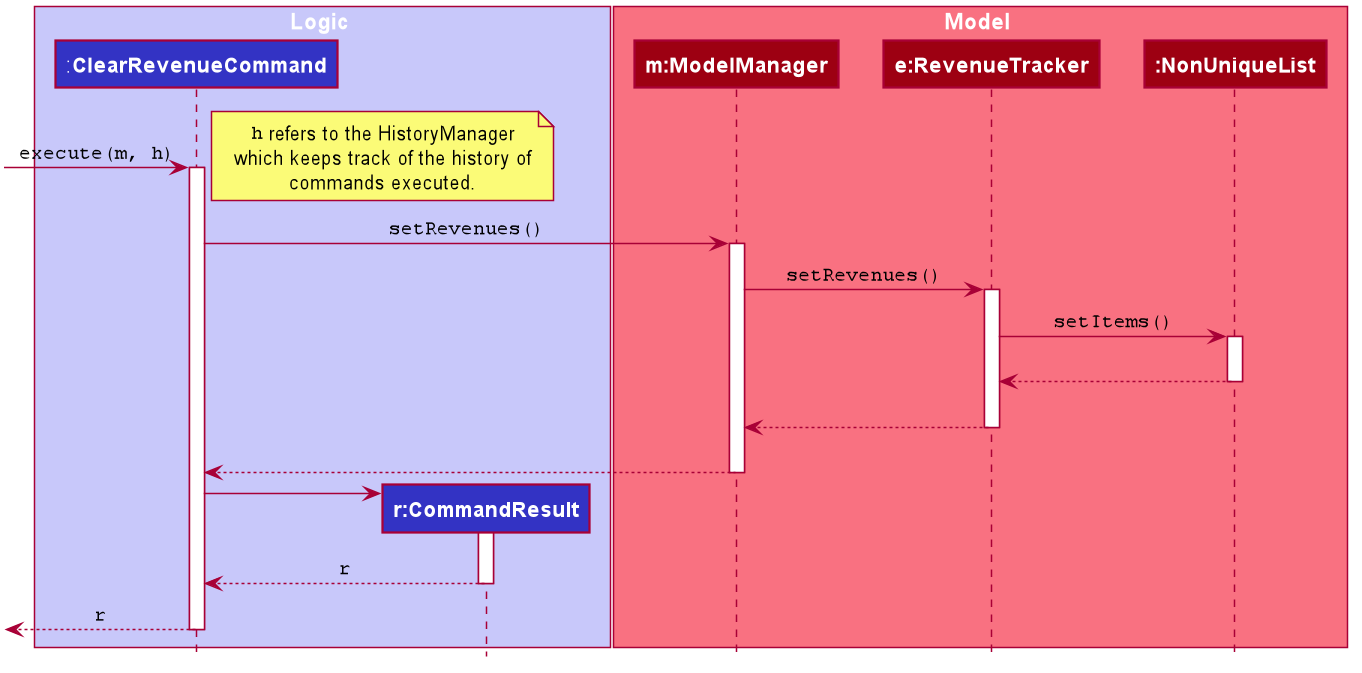 Logic
Model
:ClearRevenueCommand
m:ModelManager
e:RevenueTracker
:NonUniqueList
h refers to the HistoryManager
which keeps track of the history of
commands executed.
execute(m, h)
setRevenues()
setRevenues()
setItems()
r:CommandResult
r
r